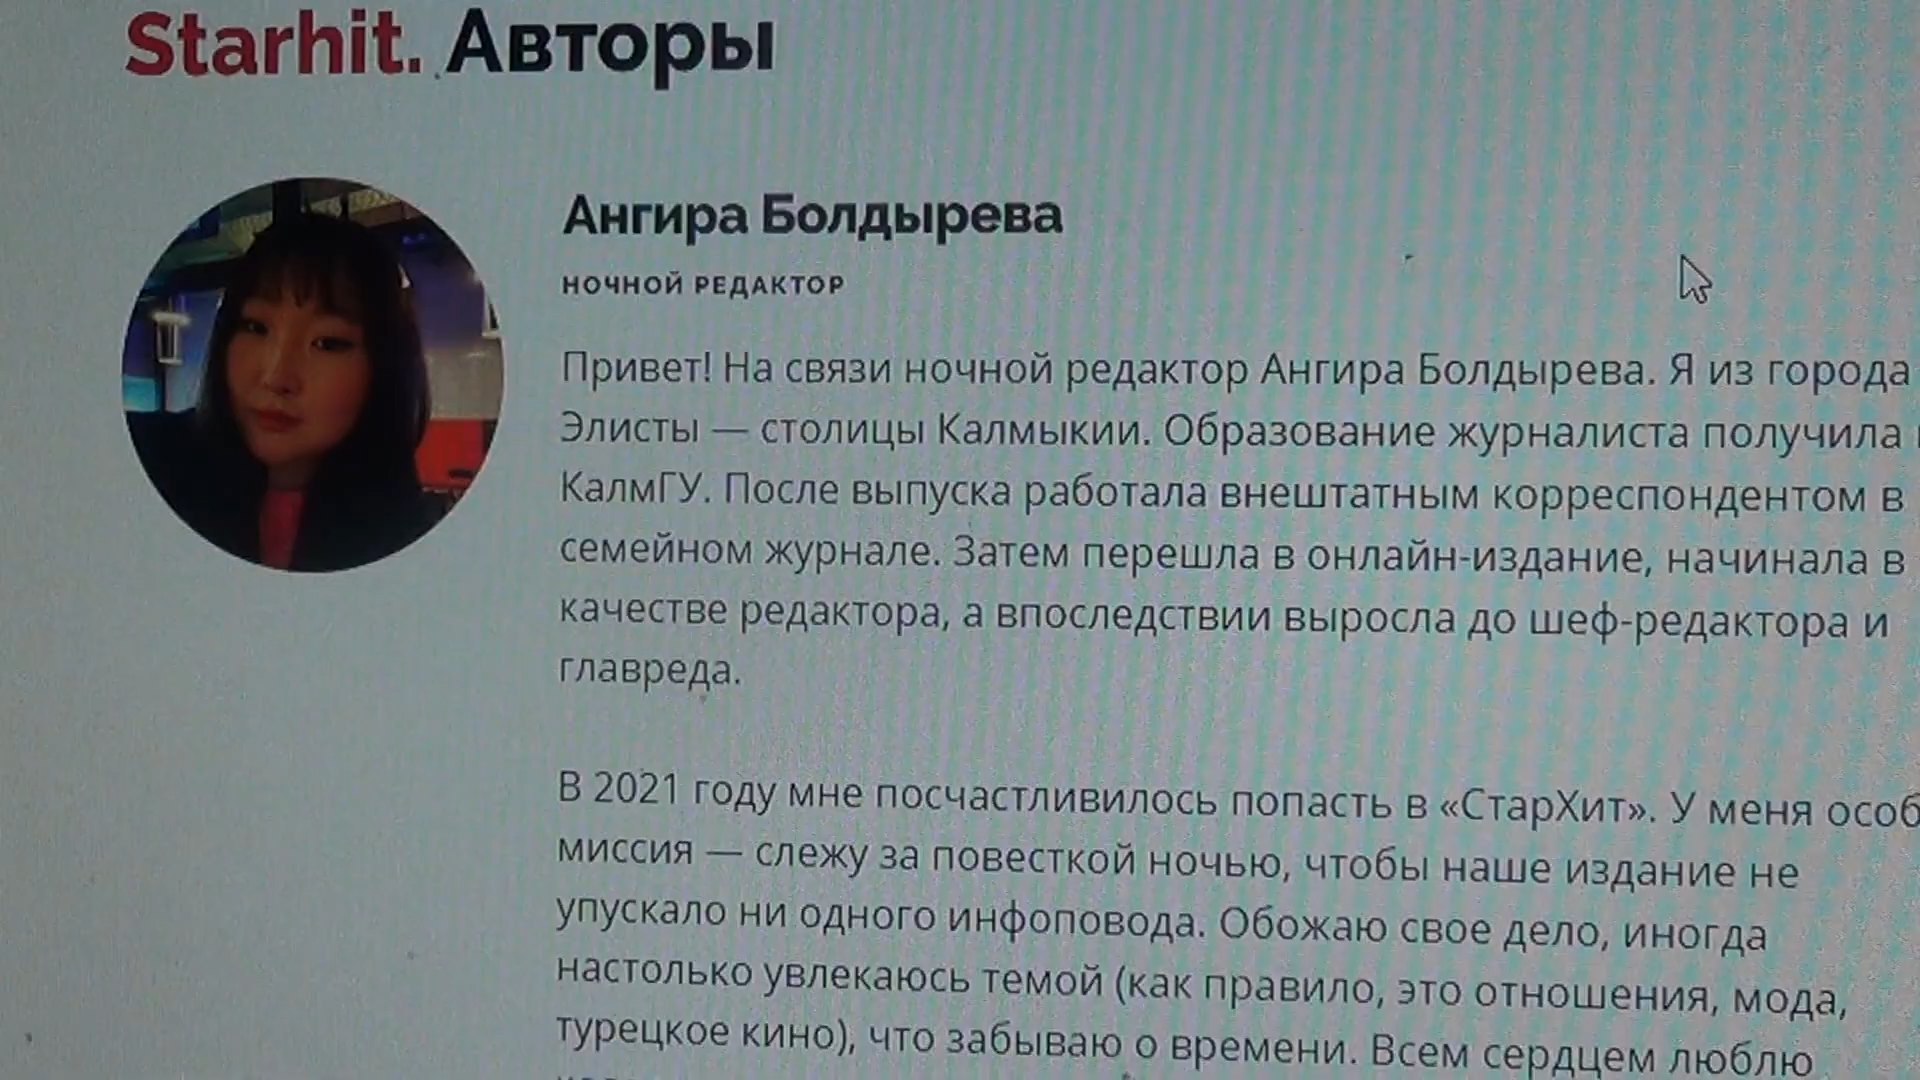 Starhit. Авторы
Ангира Болдырева
НОЧНОЙ РЕДАКТОР
Привет! На связи ночной редактор Ангира Болдырева. Я из города
Элисты — столицы Калмыкии. Образование журналиста получила
КалмГУ. После выпуска работала внештатным корреспондентом в
семейном журнале. Затем перешла в онлайн-издание, начинала в
качестве редактора, а впоследствии выросла до шеф-редактора и
главреда.
В 2021 году мне посчастливилось попасть в «СтарХит». У меня особ
миссия — слежу за повесткой ночью, чтобы наше издание не
упускало ни одного инфоповода. Обожаю свое дело, иногда
настолько увлекаюсь темой (как правило, это отношения, мода,
турецкое кино), что забываю о времени. Всем сердцем люблю